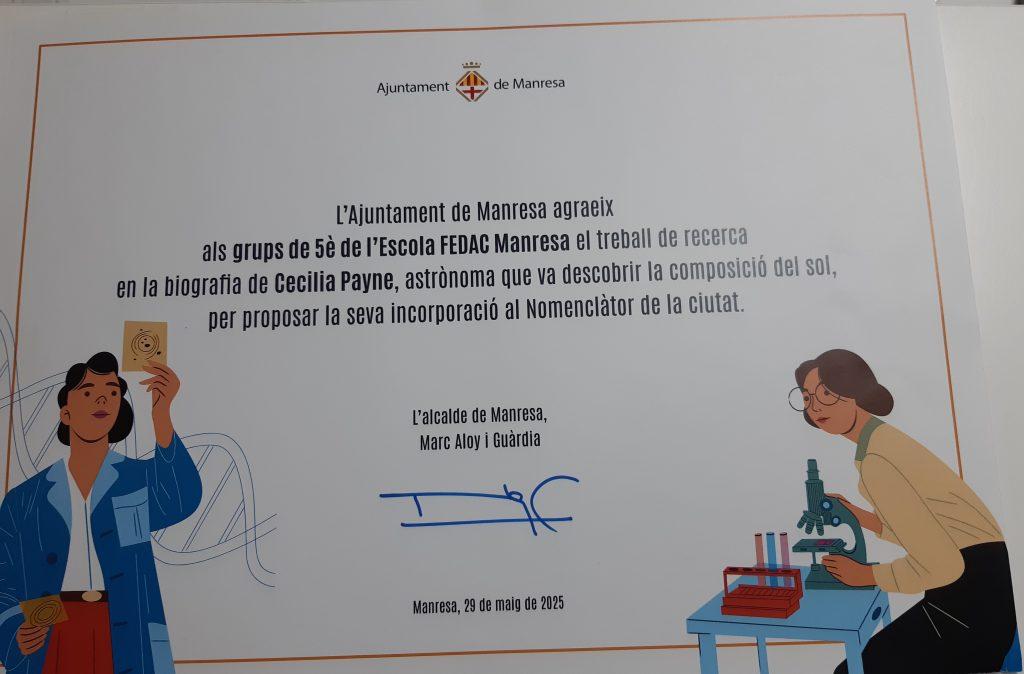 Ajuntament de Manresa
L'Ajuntament de Manresa agraeix
als grups de 5è de l'Escola FEDAC Manresa el treball de recerca
en la biografia de Cecilia Payne, astrònoma que va descobrir la composició del sol,
per proposar la seva incorporació al Nomenclàtor de la ciutat.
L'alcalde de Manresa,
Marc Aloy i Guàrdia
Manresa, 29 de maig de 2025